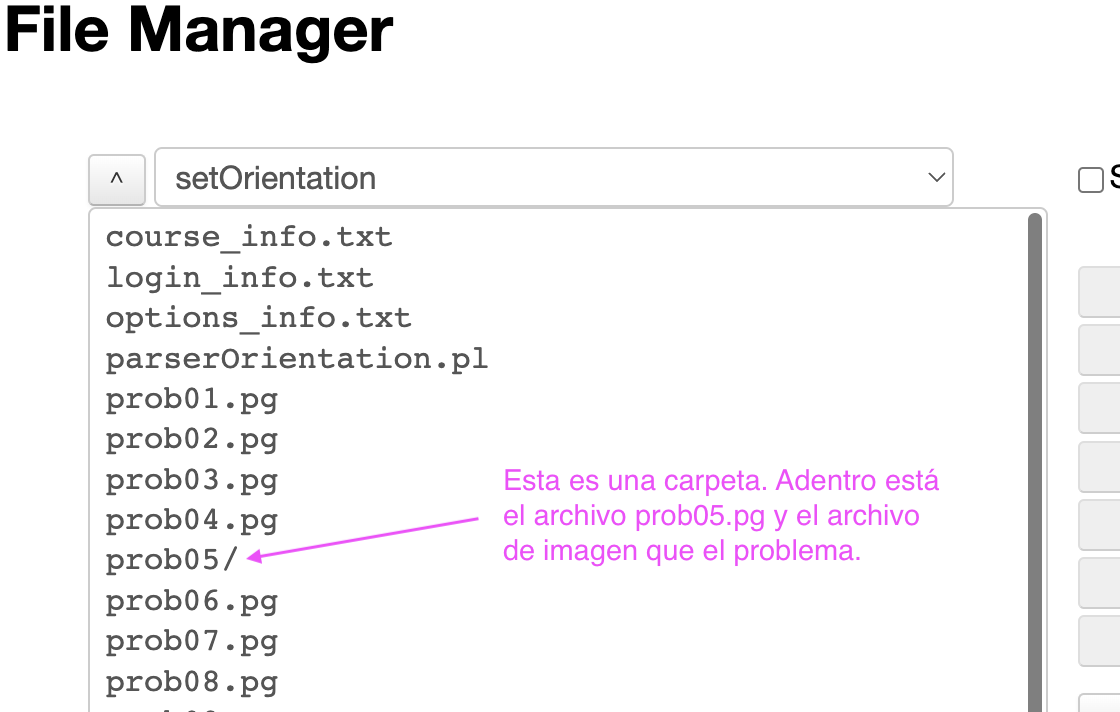 File Manager
^ setOrientation
S
course_info.txt
login_info.txt
options_info.txt
parserOrientation.pl
prob01.pg
prob02.pg
prob03.pg
prob04.pg
prob05/
prob06.pg
prob07.pg
prob08.pg
Esta es una carpeta. Adentro está
el archivo prob05.pg y el archivo
de imagen que el problema.